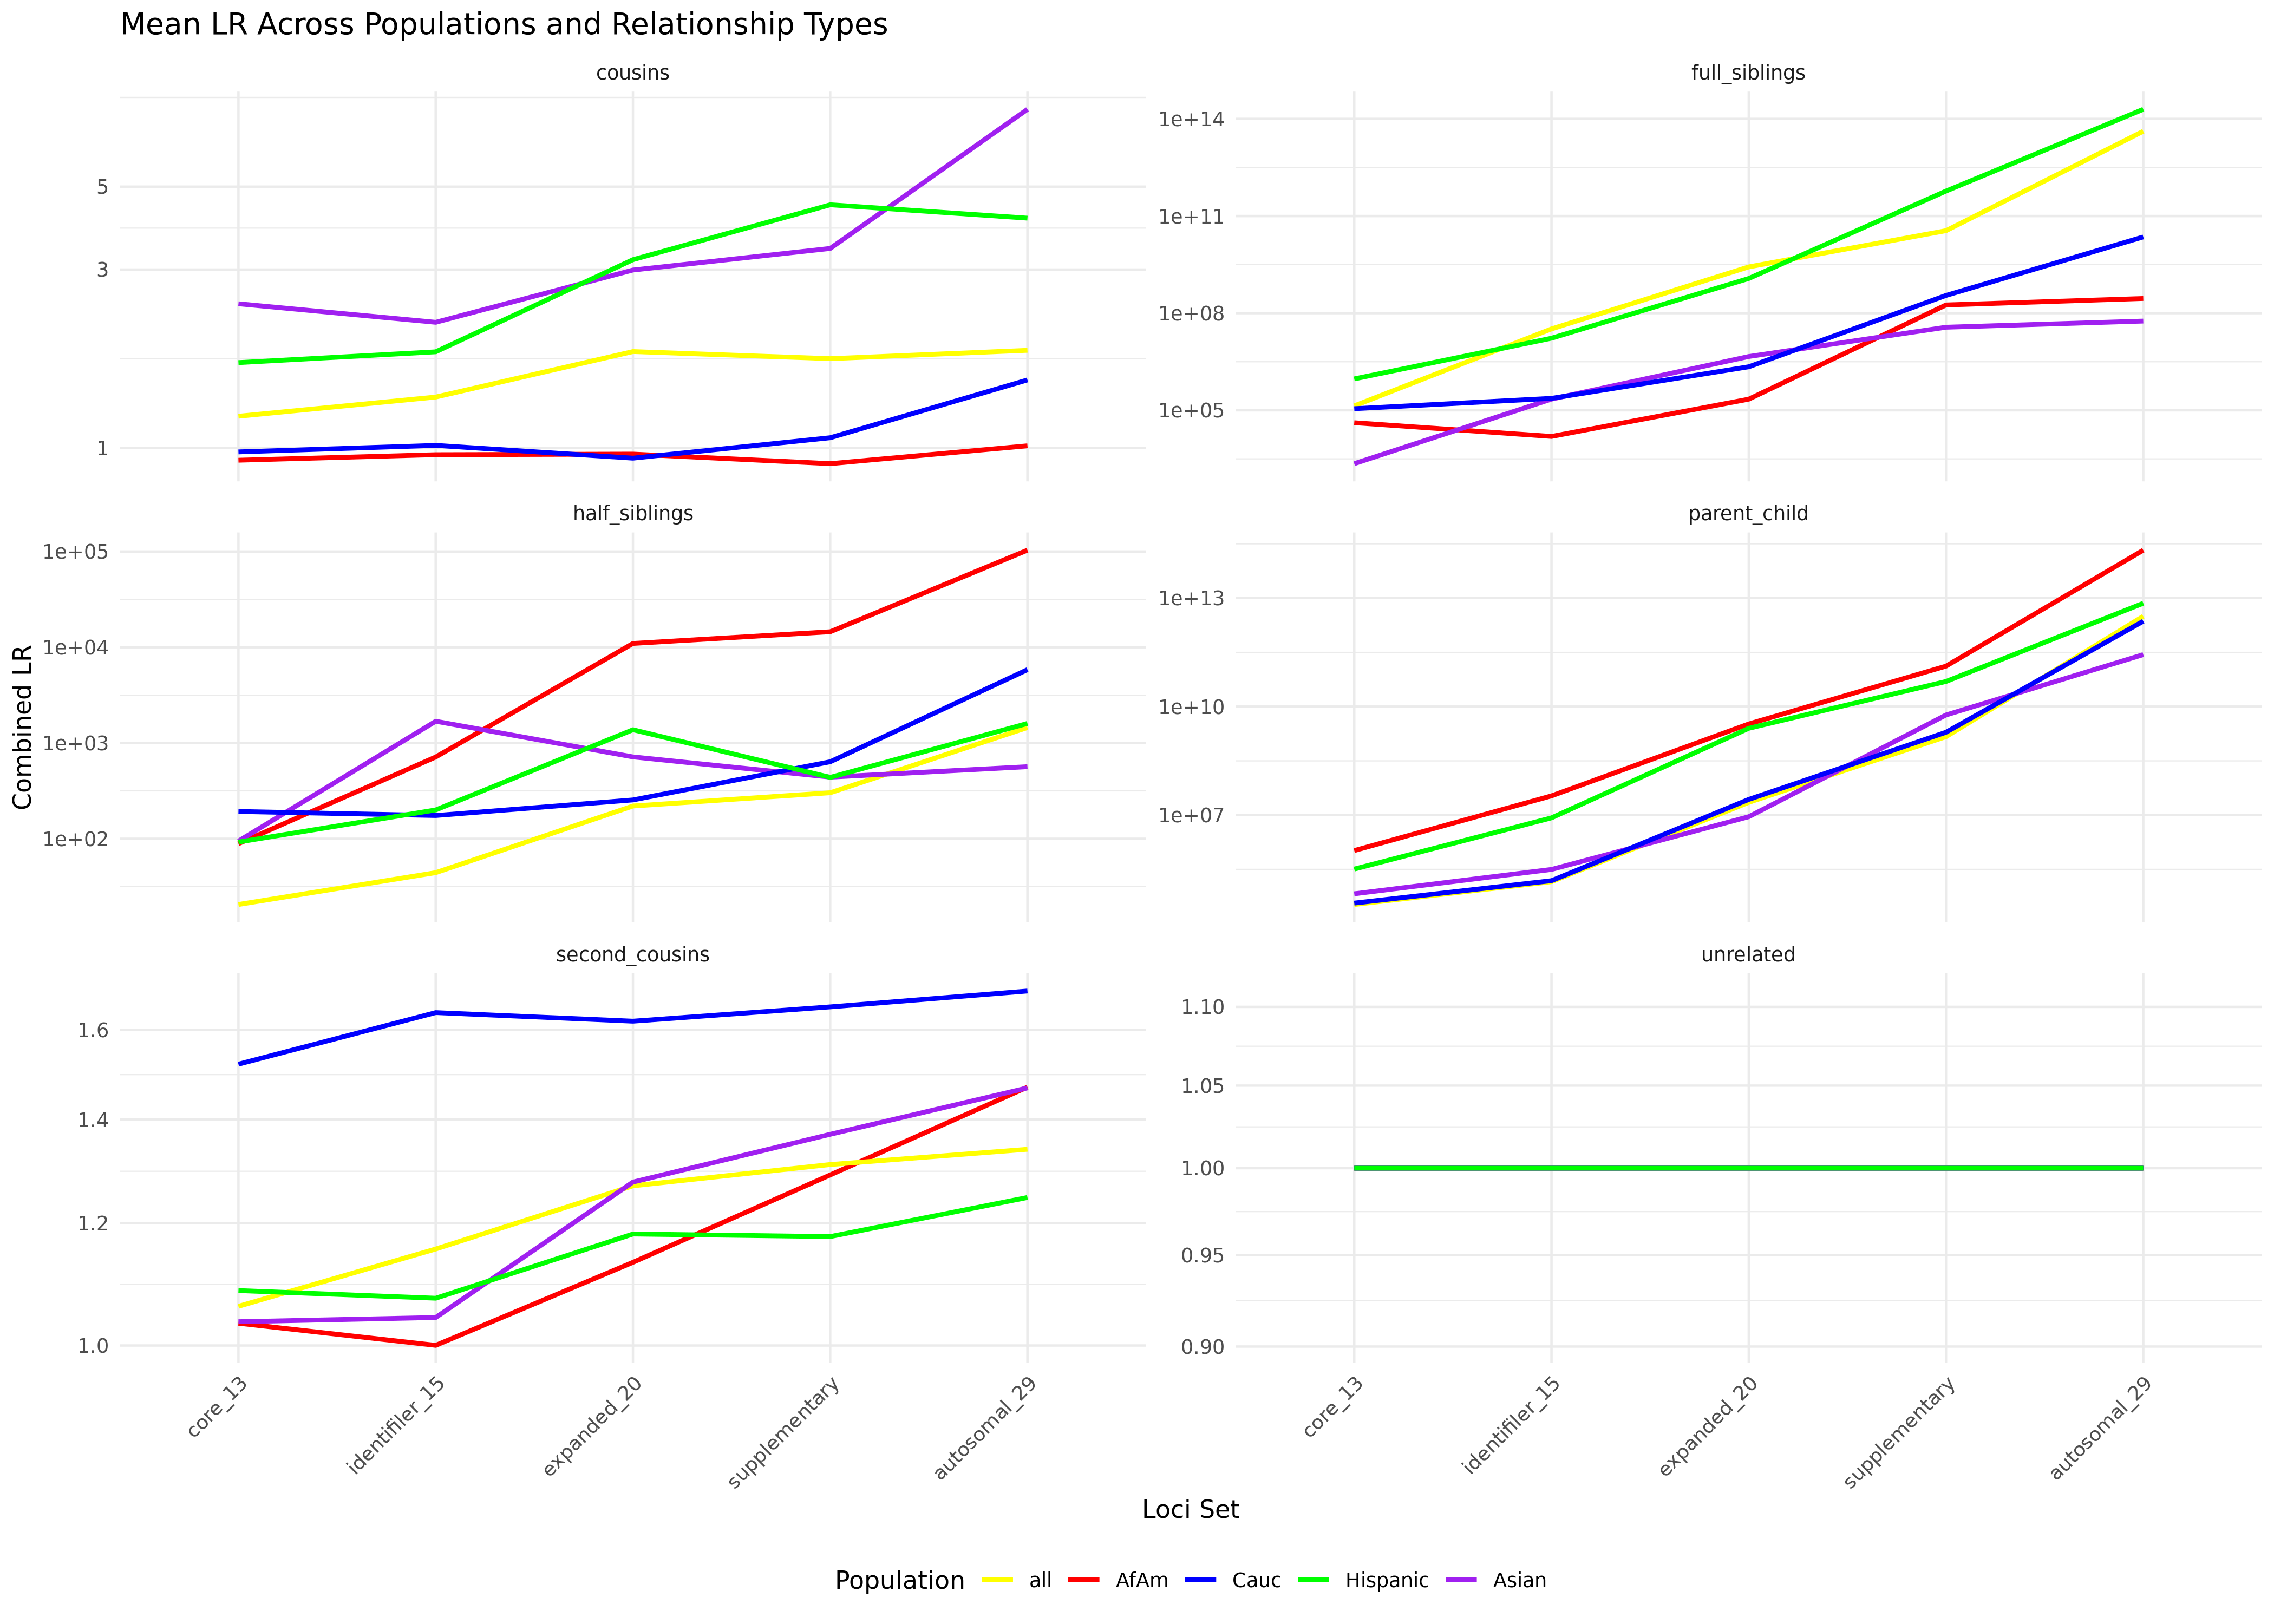 Mean LR Across Populations and Relationship Types
cousins
5
3
1
full_siblings
1e+14
1e+11
1e+08
1e+05
Combined LR
half_siblings
1e+05
1e+04
1e+03
1e+02
parent_child
1e+13
1e+10
1e+07
second_cousins
1.6
1.4
1.2
1.0
unrelated
1.10
1.05
1.00
0.95
0.90
core_13
identifiler_15
expanded_20
supplementary
autosomal_29
core_13
identifiler_15
expanded_20
supplementary
autosomal_29
Loci Set
Population all AfAm Cauc Hispanic Asian